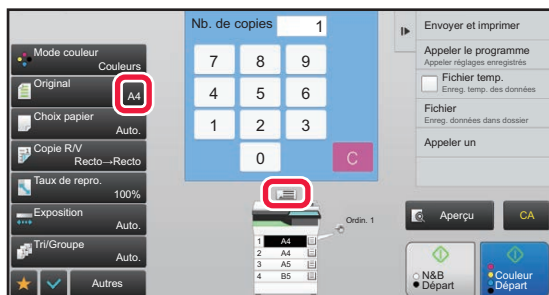 Nb. de copies 1
Mode couleur
Couleurs
Original
A4
Choix papier
Auto.
Copie R/V
Recto→Recto
Taux de repro.
100%
Exposition
Auto.
Tri/Groupe
Auto.
Autres
7 8 9
4 5 6
1 2 3
0 C
Ordin. 1
1 A4
2 A4
3 A5
4 B5
Envoyer et imprimer
Appeler le programme
Appeler réglages enregistrés
Fichier temp.
Enreg. temp. des données
Fichier
Enreg. données dans dossier
Appeler un
Aperçu
CA
N&B
Départ
Couleur
Départ